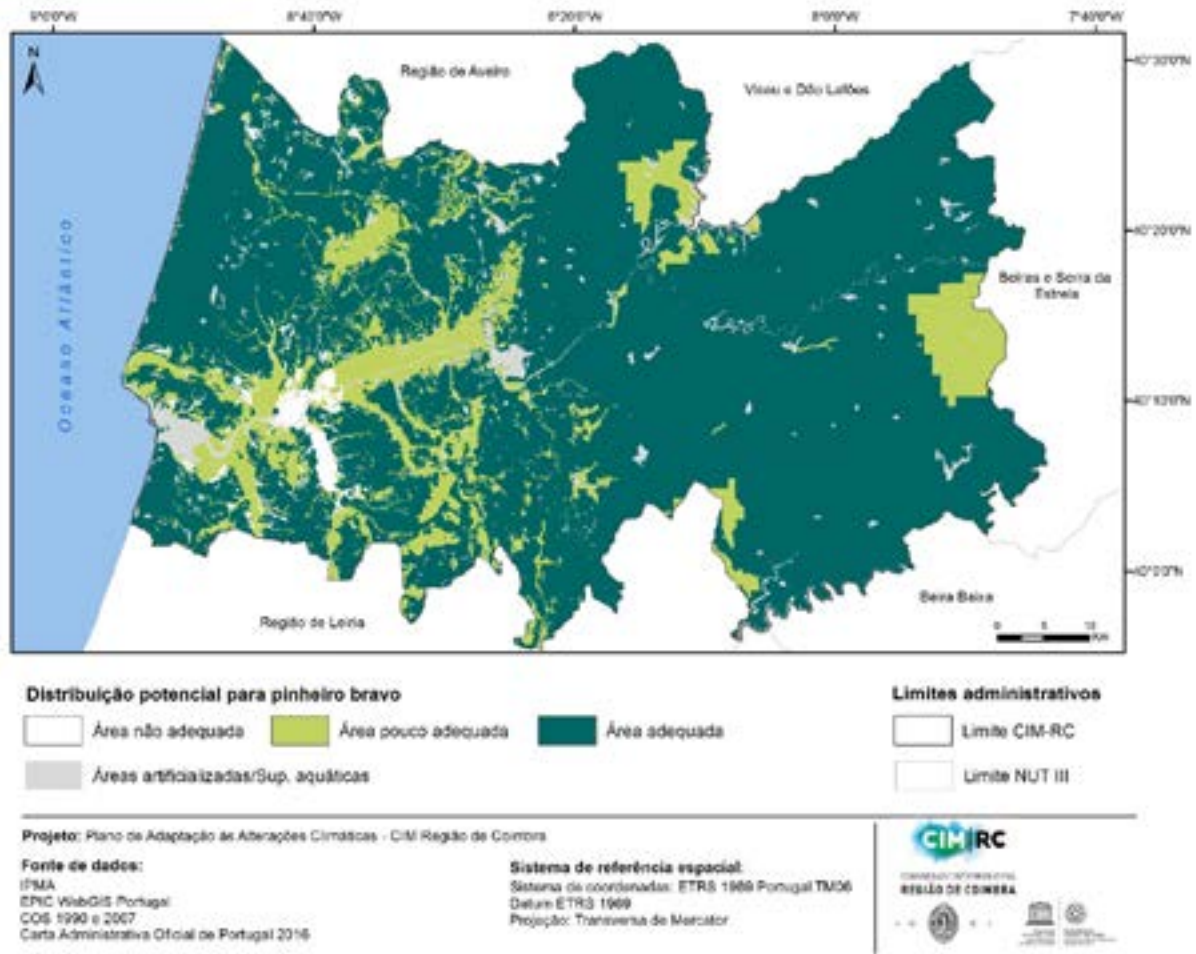 9°0'0"W 8°40'0"W 8°20'0"W 8°0'0"W 7°40'0"W
N
Região de Aveiro
Viseu e Dão Lafões
40°30'0"N
Oceano Atlântico
40°20'0"N
Beiras e Serra da
Estrela
40°10'0"N
40°0'0"N
Região de Leiria
Beira Baixa
0 5 10
Km
Distribuição potencial para pinheiro bravo
Área não adequada
Área pouco adequada
Área adequada
Áreas artificializadas/Sup. aquáticas
Limites administrativos
Limite CIM-RC
Limite NUT III
Projeto: Plano de Adaptação às Alterações Climáticas - CIM Região de Coimbra
Fonte de dados:
IPMA
EPIC WebGIS Portugal
COS 1990 e 2007
Carta Administrativa Oficial de Portugal 2016
Sistema de referência espacial:
Sistema de coordenadas: ETRS 1989 Portugal TM06
Datum ETRS 1989
Projeção: Transversa de Mercator
CIM RC
COMUNIDADE INTERMUNICIPAL
REGIÃO DE COIMBRA